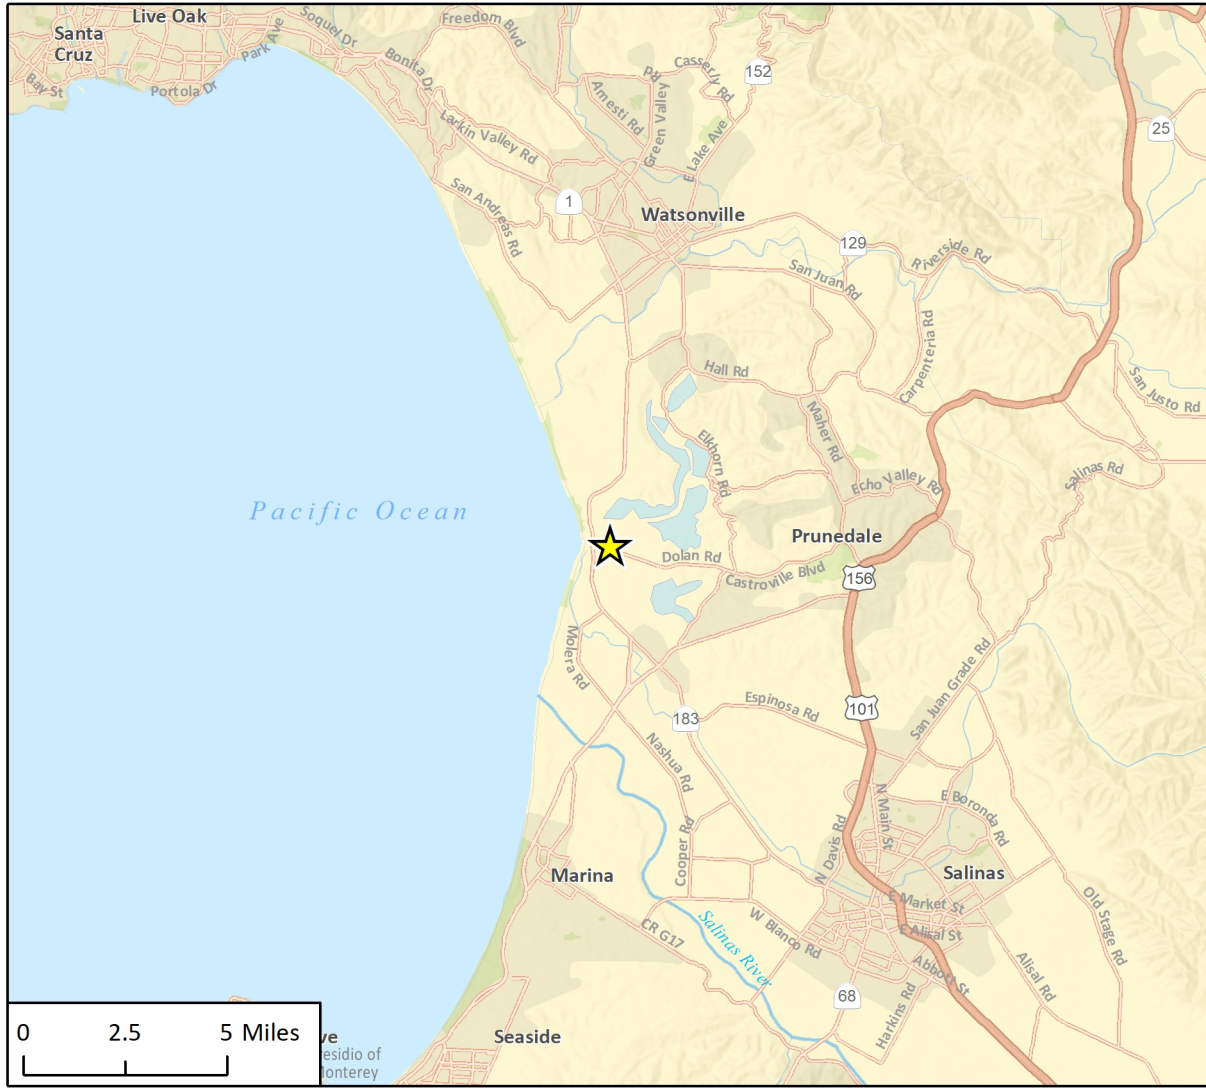 Live Oak
Santa
Cruz
Soquel Dr
Freedom Blvd
Park Ave
Bay St
Portola Dr
Bonita Dr
Casserly Rd
152
Rd
Green Valley
Amesti Rd
E Lake Ave
25
Larkin Valley Rd
San Andreas Rd
1
Watsonville
129
Riverside Rd
San Juan Rd
Carpenteria Rd
Hall Rd
San Justo Rd
Maher Rd
Elkhorn Rd
Salinas Rd
Echo Valley Rd
Pacific Ocean
Prunedale
Dolan Rd
Castroville Blvd
156
Molera Rd
San Juan Grade Rd
Espinosa Rd
101
183
Nashua Rd
N Main St
E Boronda Rd
N Davis Rd
Cooper Rd
Marina
Salinas
E Market St
Old Stage Rd
W Blanco Rd
CR G17
Salinas River
E Alisal St
Abbott St
Alisal Rd
68
Harkins Rd
Seaside
0 2.5 5 Miles
ve
esidio of
onterey